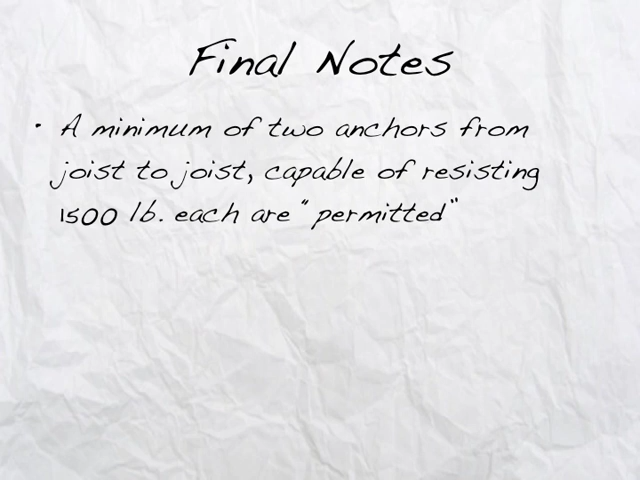 Final Notes
• A minimum of two anchors from
joist to joist, capable of resisting
1500 lb. each are "permitted"